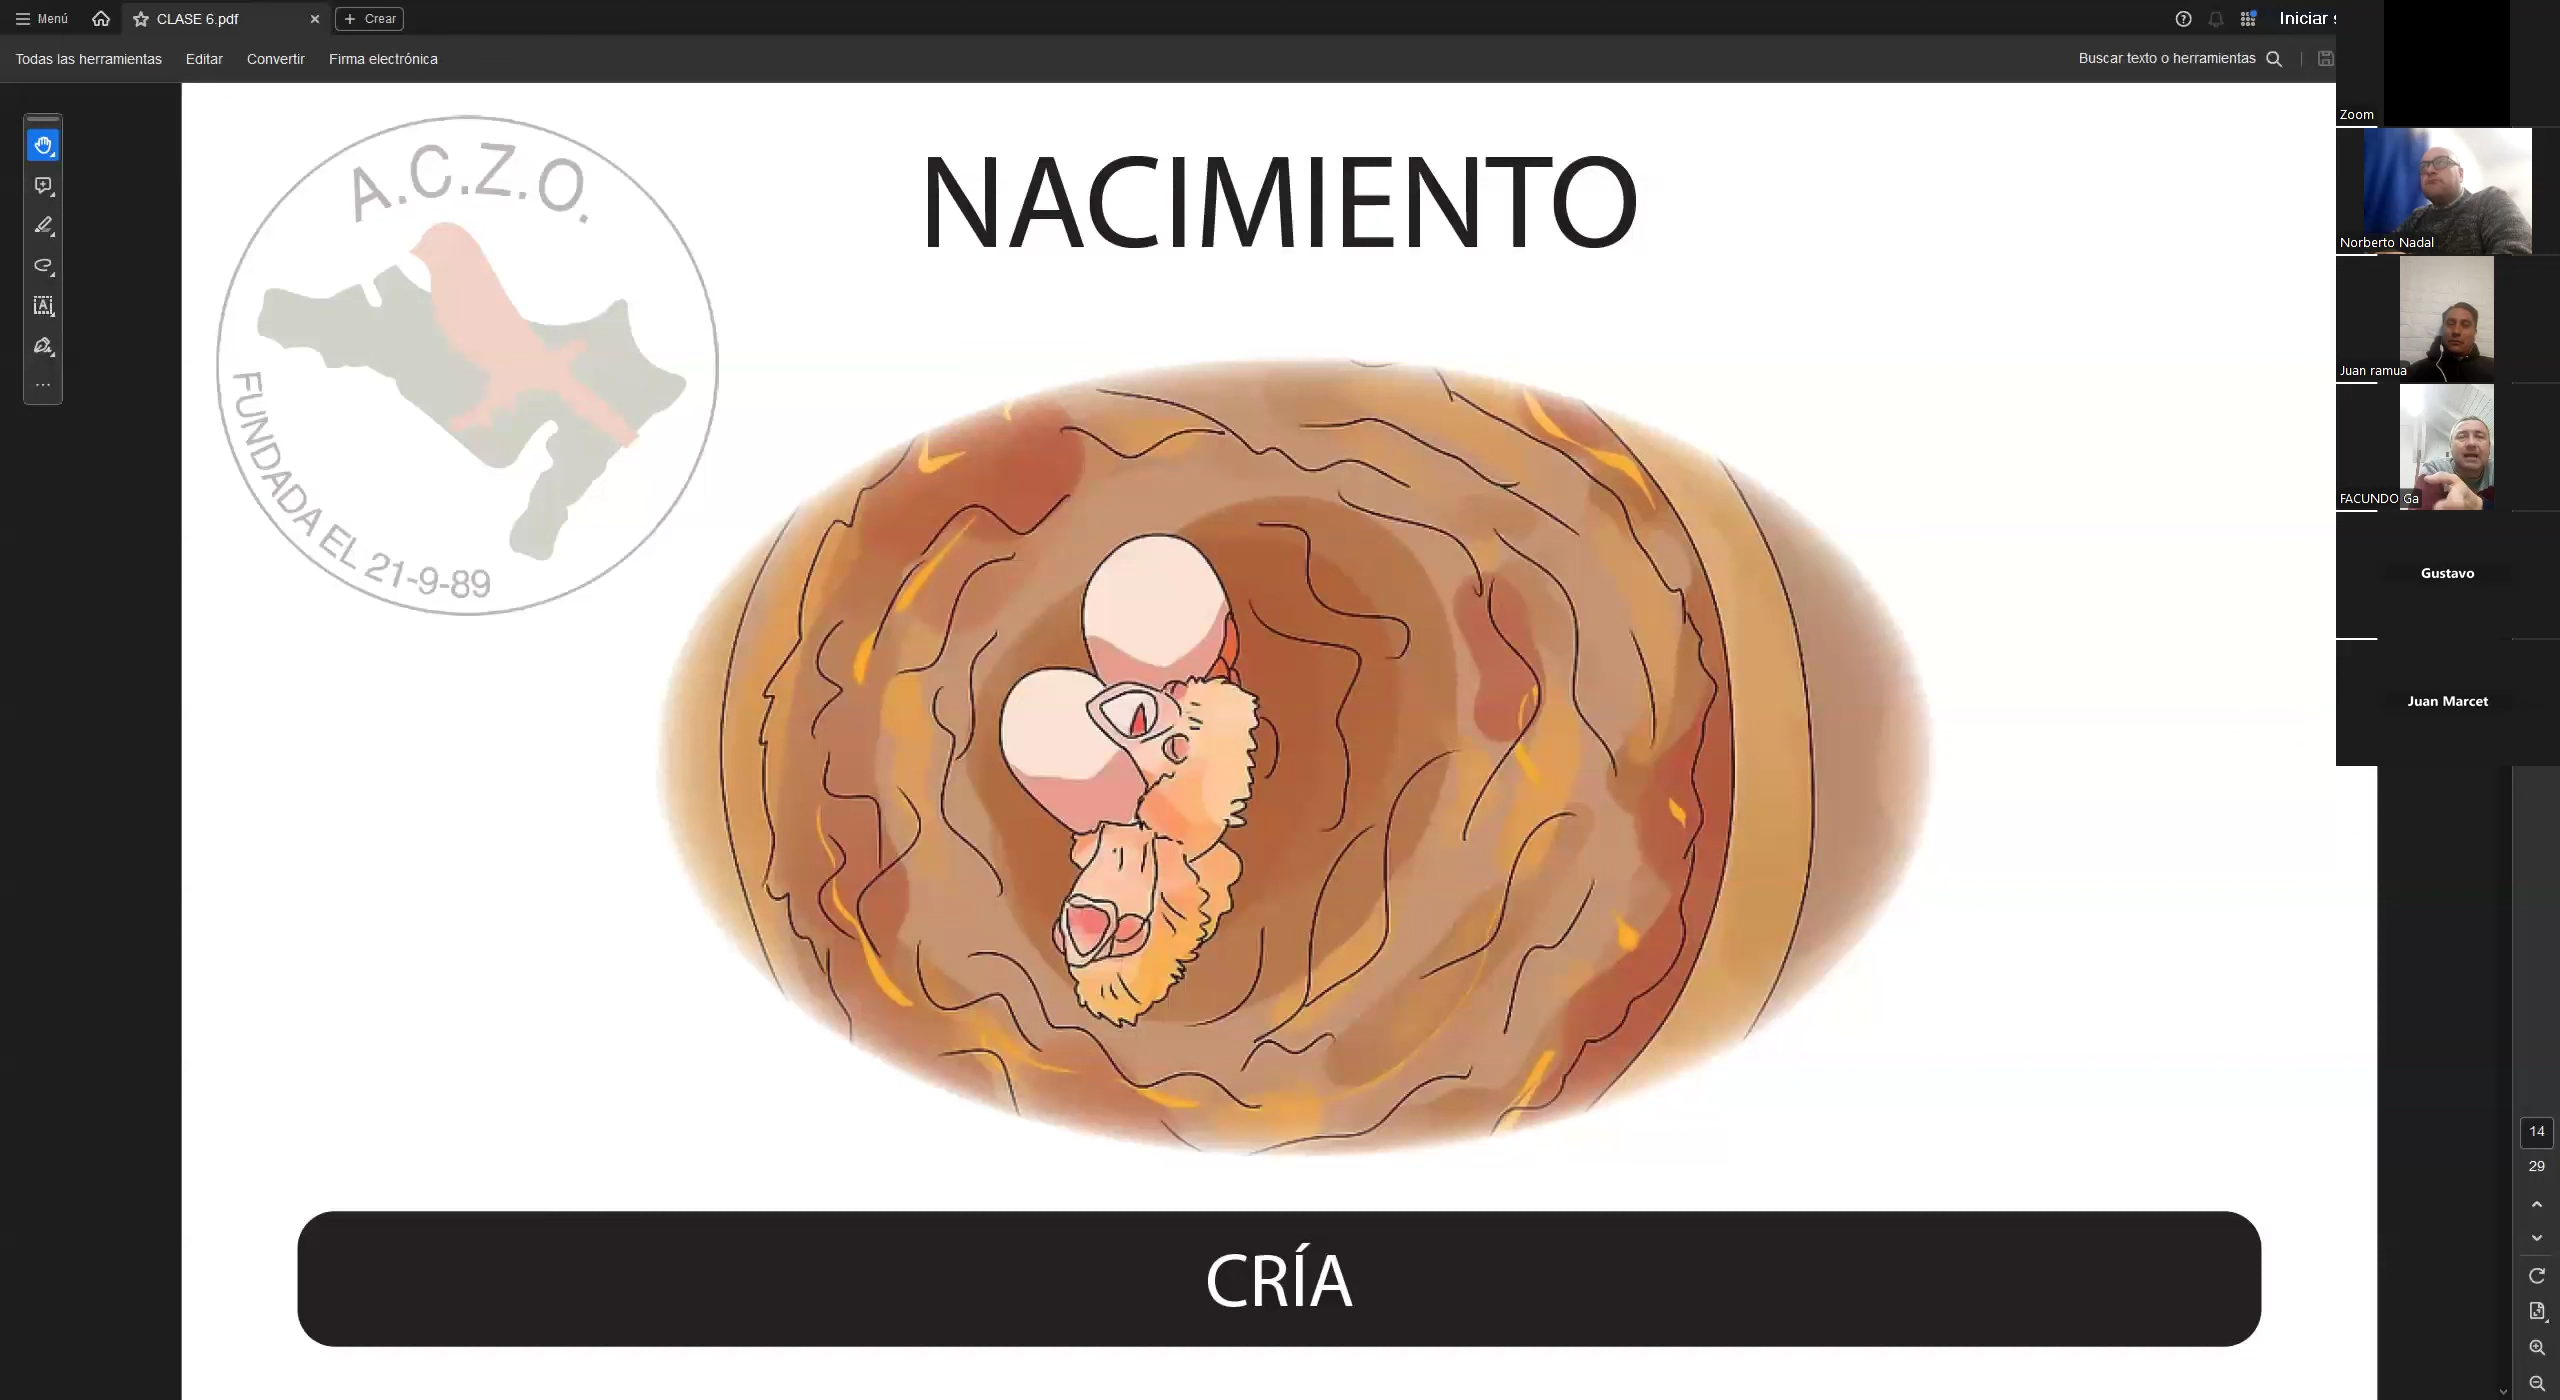 Menú
CLASE 6.pdf
Crear
Iniciar s
Todas las herramientas
Editar
Convertir
Firma electrónica
Buscar texto o herramientas
A.C.Z.O.
FUNDADA EL 21-9-89
NACIMIENTO
CRÍA
Zoom
Norberto Nadal
Juan ramua
FACUNDO Ga
Gustavo
Juan Marcet
14
29